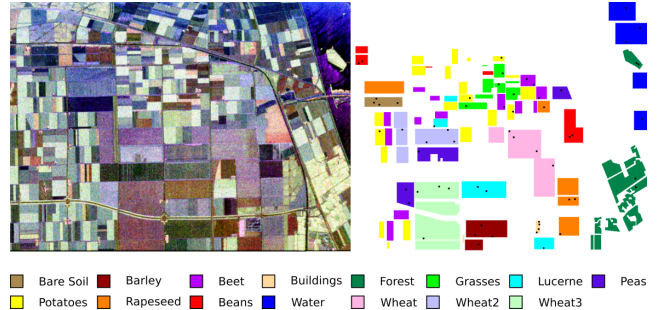 Bare Soil Barley Beet Buildings Forest Grasses Lucerne Peas
Potatoes Rapeseed Beans Water Wheat Wheat2 Wheat3